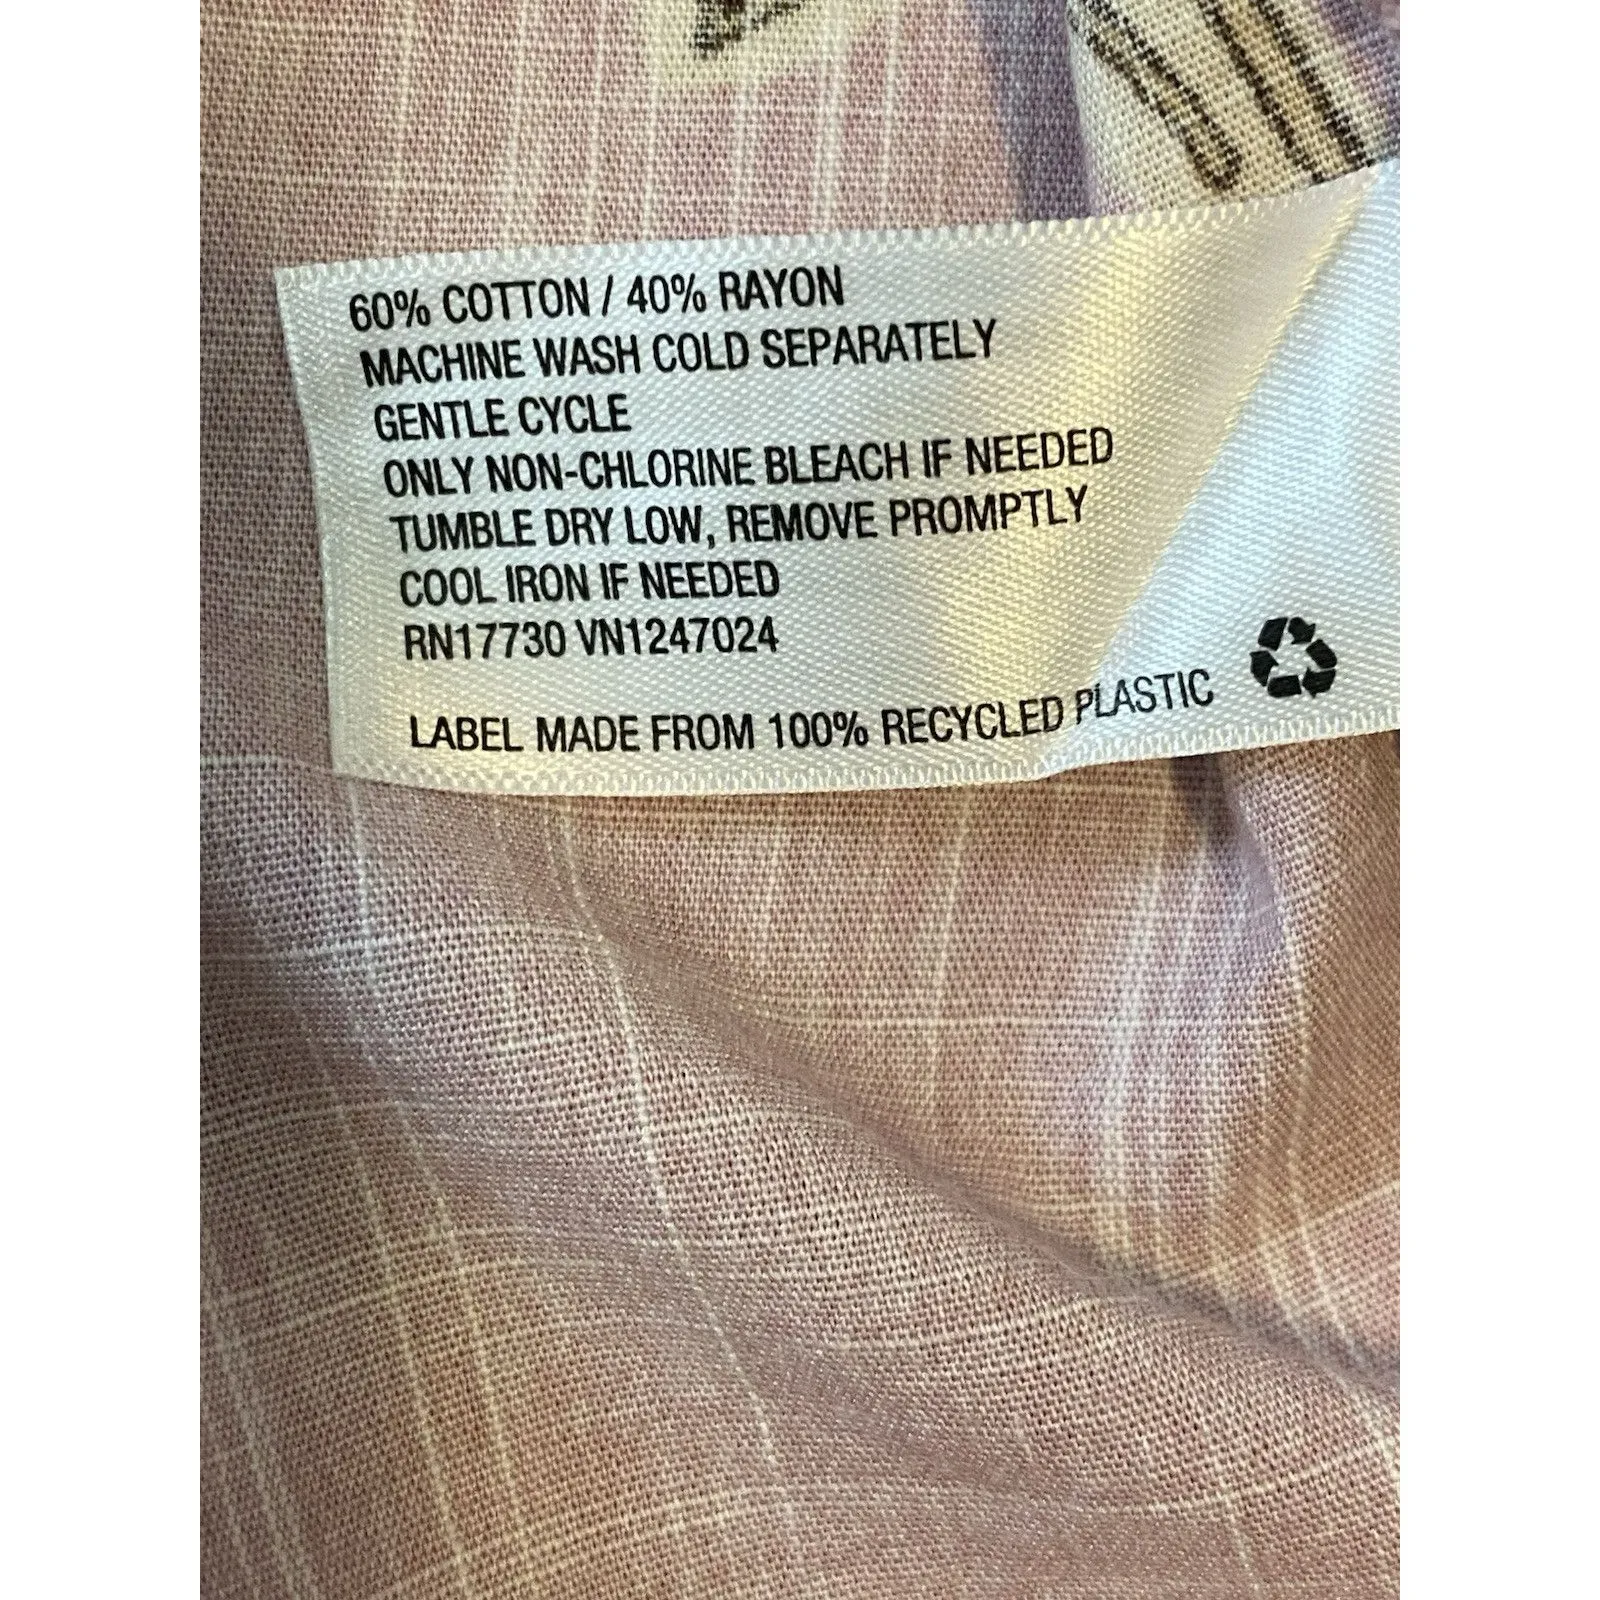 60% COTTON / 40% RAYON
MACHINE WASH COLD SEPARATELY
GENTLE CYCLE
ONLY NON-CHLORINE BLEACH IF NEEDED
TUMBLE DRY LOW, REMOVE PROMPTLY
COOL IRON IF NEEDED
RN17730 VN1247024
LABEL MADE FROM 100% RECYCLED PLASTIC